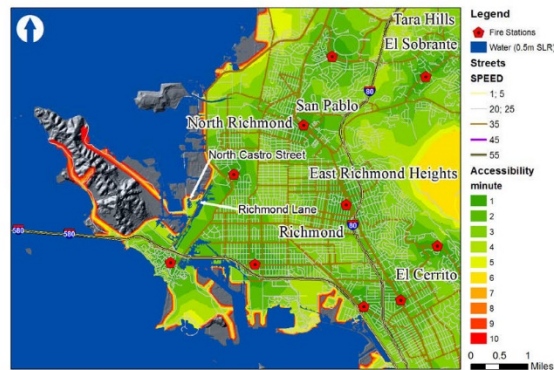 Tara Hills
El Sobrante
80
San Pablo
North Richmond
North Castro Street
East Richmond Heights
Richmond Lane
580
580
Richmond
80
El Cerrito
Legend
Fire Stations
Water (0.5m SLR)
Streets
SPEED
1; 5
20; 25
35
45
55
Accessibility
minute
1
2
3
4
5
6
7
8
9
10
0 0.5 1
Miles